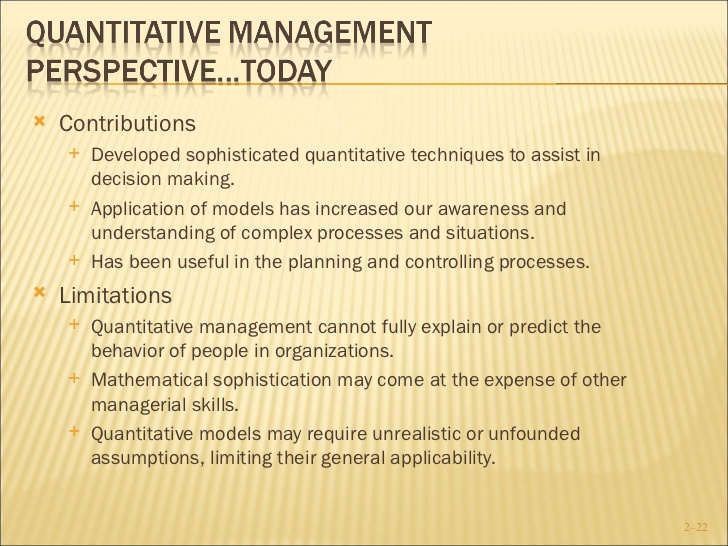 QUANTITATIVE MANAGEMENT
PERSPECTIVE...TODAY
Contributions
Developed sophisticated quantitative techniques to assist in
decision making.
Application of models has increased our awareness and
understanding of complex processes and situations.
Has been useful in the planning and controlling processes.
Limitations
Quantitative management cannot fully explain or predict the
behavior of people in organizations.
Mathematical sophistication may come at the expense of other
managerial skills.
Quantitative models may require unrealistic or unfounded
assumptions, limiting their general applicability.
2–22